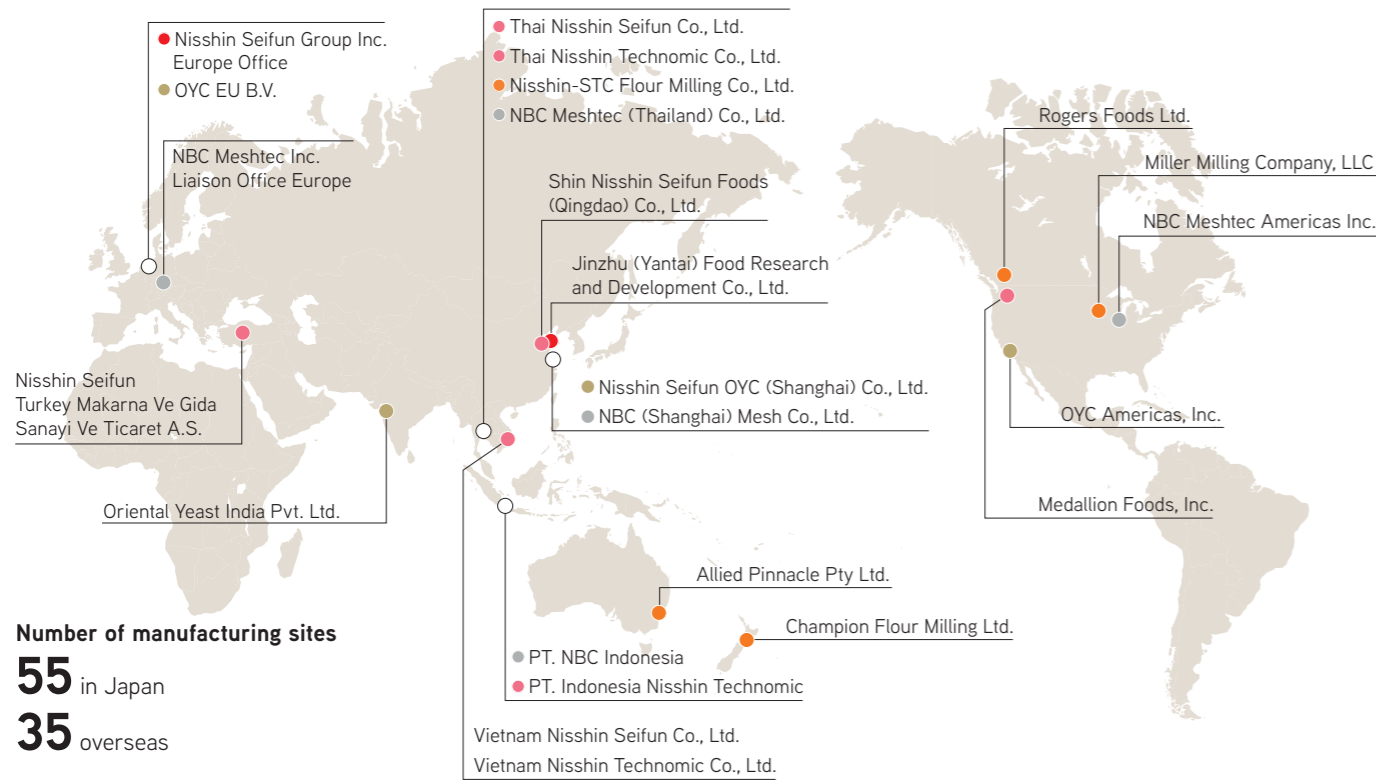 Nisshin Seifun Group Inc.
Europe Office
OYC EU B.V.
NBC Meshtec Inc.
Liaison Office Europe
Thai Nisshin Seifun Co., Ltd.
Thai Nisshin Technomic Co., Ltd.
Nisshin-STC Flour Milling Co., Ltd.
NBC Meshtec (Thailand) Co., Ltd.
Shin Nisshin Seifun Foods
(Qingdao) Co., Ltd.
Jinzhu (Yantai) Food Research
and Development Co., Ltd.
Nisshin Seifun OYC (Shanghai) Co., Ltd.
NBC (Shanghai) Mesh Co., Ltd.
Rogers Foods Ltd.
Miller Milling Company, LLC
NBC Meshtec Americas Inc.
OYC Americas, Inc.
Medallion Foods, Inc.
Nisshin Seifun
Turkey Makarna Ve Gida
Sanayi Ve Ticaret A.S.
Oriental Yeast India Pvt. Ltd.
Allied Pinnacle Pty Ltd.
Champion Flour Milling Ltd.
PT. NBC Indonesia
PT. Indonesia Nisshin Technomic
Vietnam Nisshin Seifun Co., Ltd.
Vietnam Nisshin Technomic Co., Ltd.
Number of manufacturing sites
55 in Japan
35 overseas